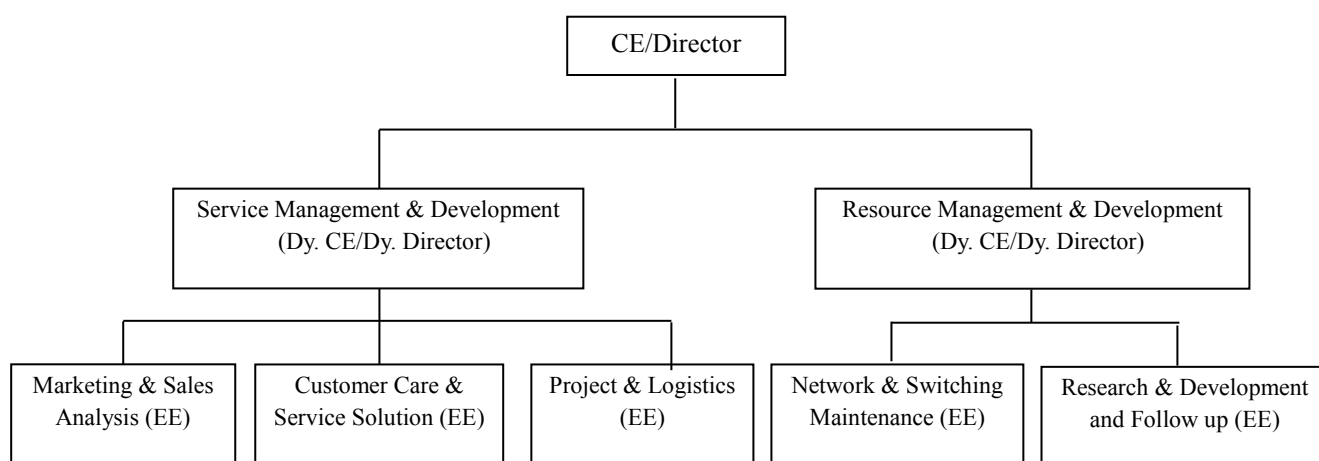 CE/Director
Service Management & Development
(Dy. CE/Dy. Director)
Resource Management & Development
(Dy. CE/Dy. Director)
Marketing & Sales
Analysis (EE)
Customer Care &
Service Solution (EE)
Project & Logistics
(EE)
Network & Switching
Maintenance (EE)
Research & Development
and Follow up (EE)